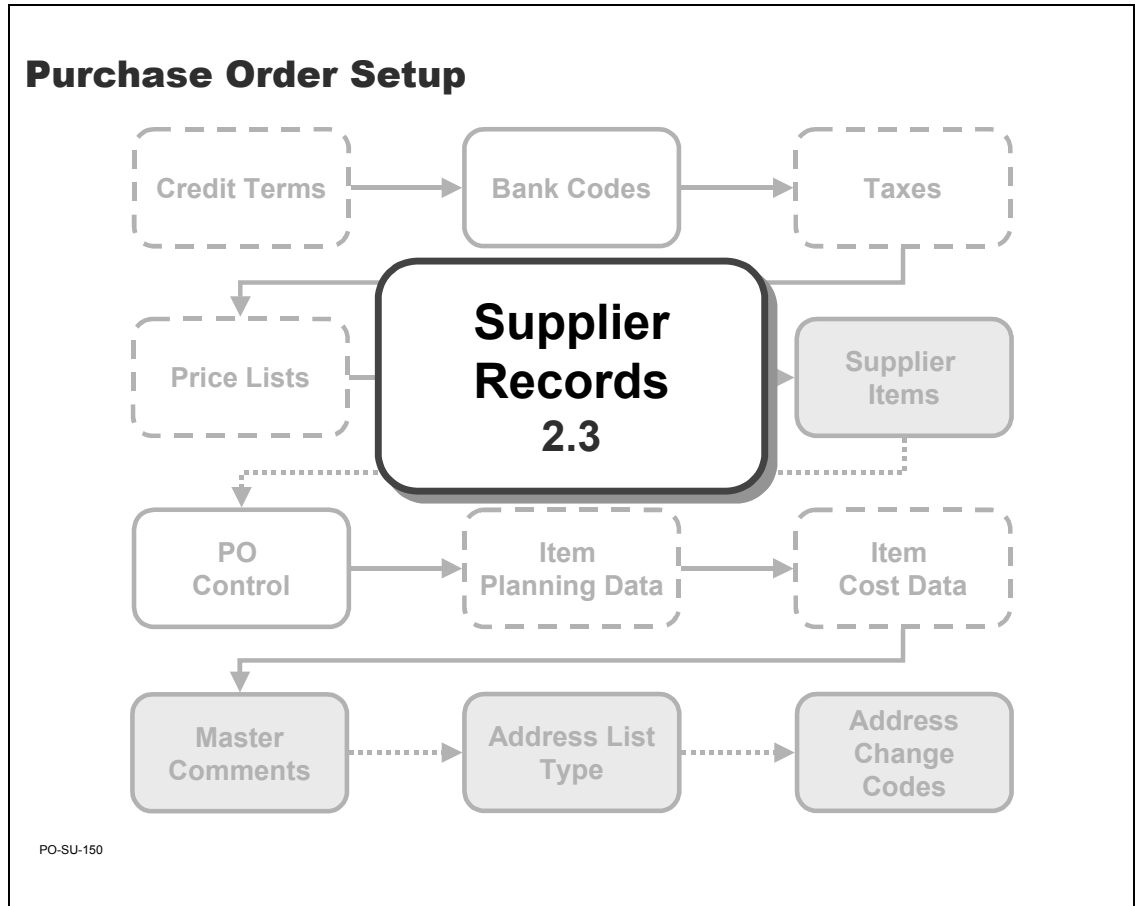 Purchase Order Setup
Credit Terms
Bank Codes
Taxes
Price Lists
Supplier
Records
2.3
Supplier
Items
PO
Control
Item
Planning Data
Item
Cost Data
Master
Comments
Address List
Type
Address
Change
Codes
PO-SU-150